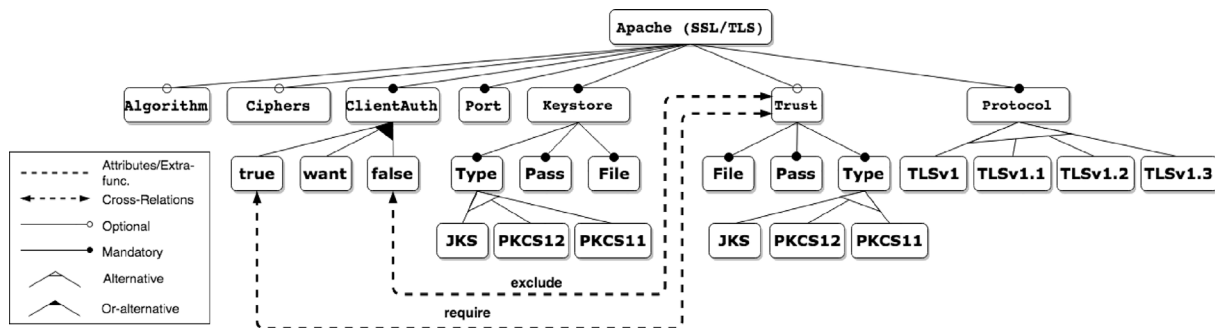 Apache (SSL/TLS)
Algorithm Ciphers ClientAuth Port Keystore Trust Protocol
true want false Type Pass File File Pass Type TLSv1 TLSv1.1 TLSv1.2 TLSv1.3
JKS PKCS12 PKCS11 JKS PKCS12 PKCS11
exclude
require
Attributes/Extra-
func.
Cross-Relations
Optional
Mandatory
Alternative
Or-alternative